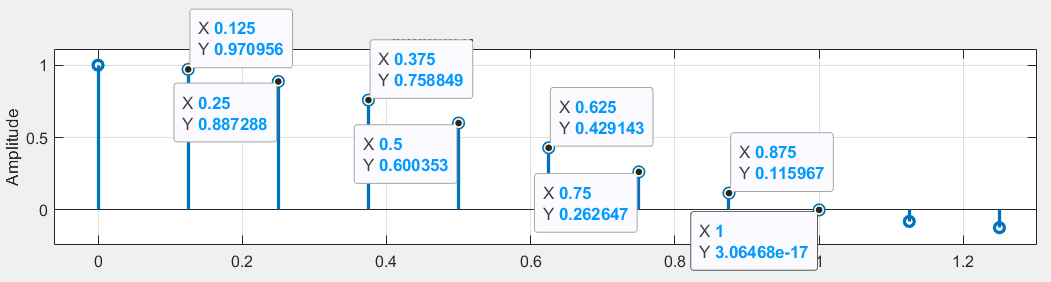 X 0.125
Y 0.970956
X 0.375
Y 0.758849
X 0.25
Y 0.887288
X 0.625
Y 0.429143
X 0.5
Y 0.600353
X 0.875
Y 0.115967
X 0.75
Y 0.262647
X 1
Y 3.06468e-17
Amplitude
1
0.5
0
0 0.2 0.4 0.6 0.8 1 1.2